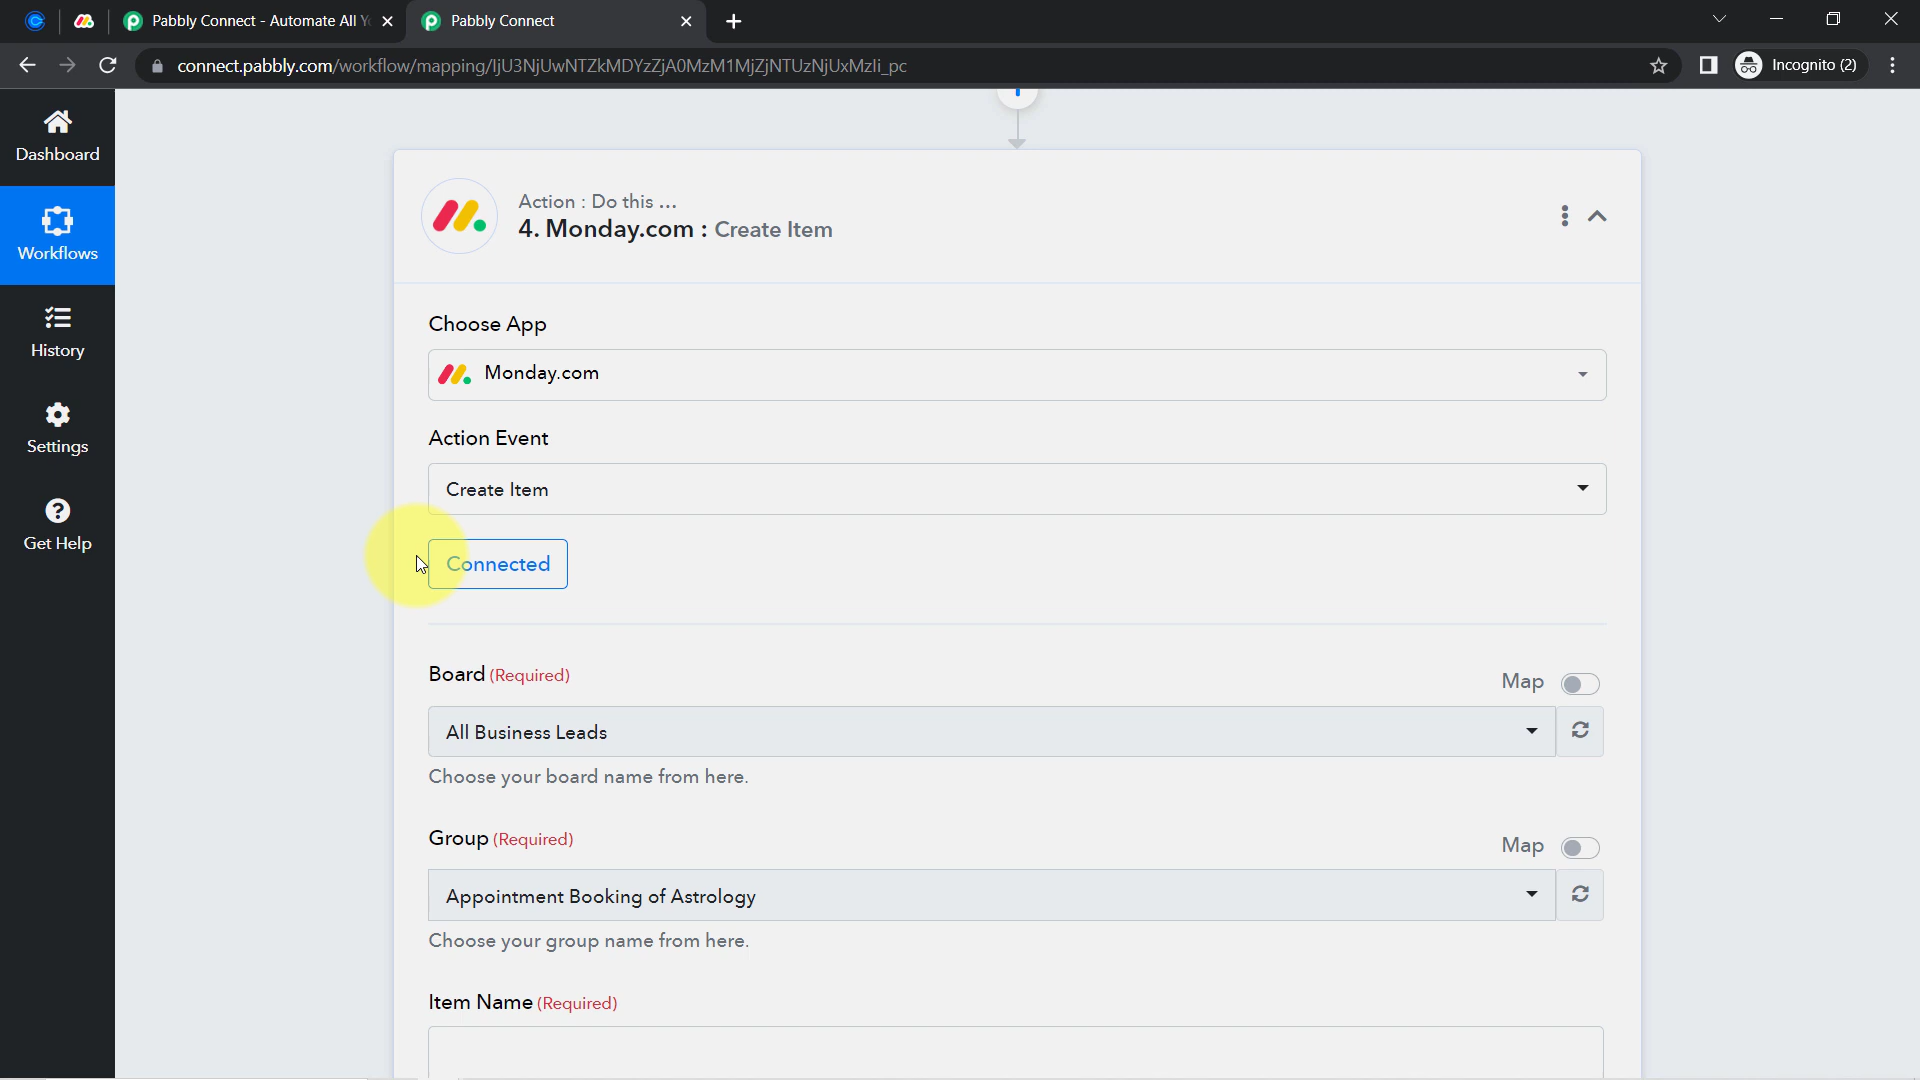 Pabbly Connect - Automate All Y
Pabbly Connect
connect.pabbly.com/workflow/mapping/IjU3NjUwNTZkMDYzZjA0MzM1MjZjNTUzNjUxMzIi_pc
Incognito (2)
Dashboard
Workflows
History
Settings
Get Help
Action : Do this ...
4. Monday.com : Create Item
Choose App
Monday.com
Action Event
Create Item
Connected
Board (Required)
Map
All Business Leads
Choose your board name from here.
Group (Required)
Map
Appointment Booking of Astrology
Choose your group name from here.
Item Name (Required)